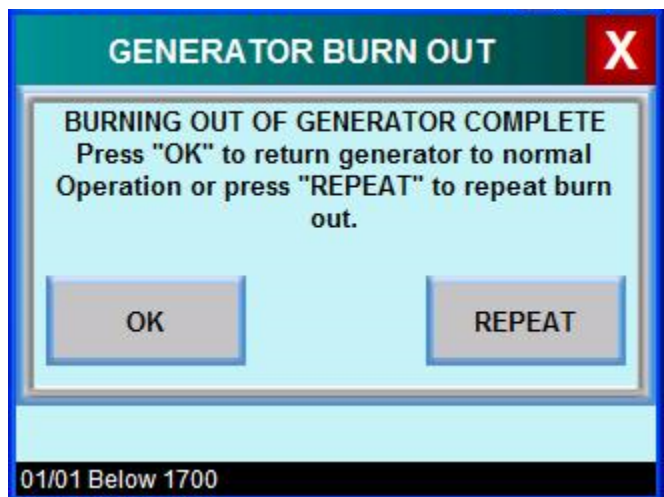 GENERATOR BURN OUT X
BURNING OUT OF GENERATOR COMPLETE
Press "OK" to return generator to normal
Operation or press "REPEAT" to repeat burn
out.
OK REPEAT
01/01 Below 1700